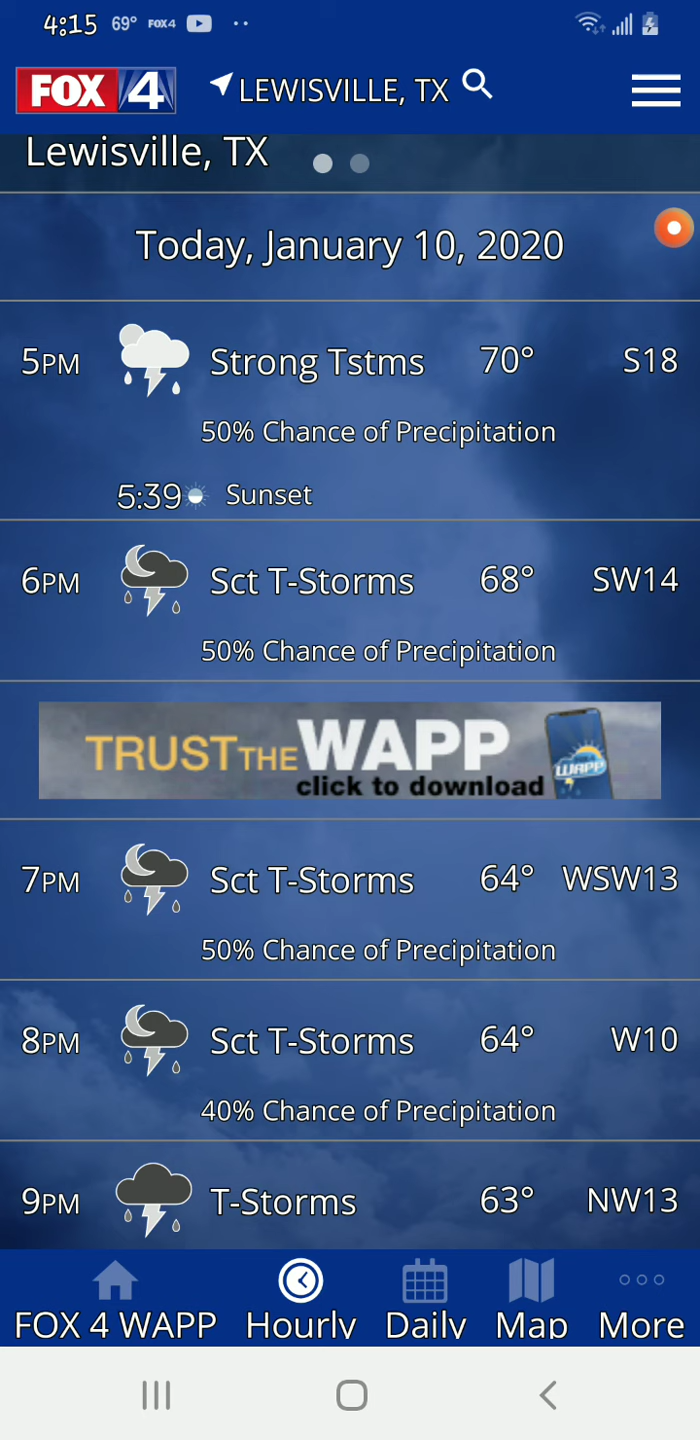 4:15 69° FOX 4
FOX 4 LEWISVILLE, TX
Lewisville, TX
Today, January 10, 2020
5PM Strong Tstms 70° S18
50% Chance of Precipitation
5:39 Sunset
6PM Sct T-Storms 68° SW14
50% Chance of Precipitation
TRUST THE WAPP
click to download
WAPP
7PM Sct T-Storms 64° WSW13
50% Chance of Precipitation
8PM Sct T-Storms 64° W10
40% Chance of Precipitation
9PM T-Storms 63° NW13
FOX 4 WAPP Hourly Daily Map More